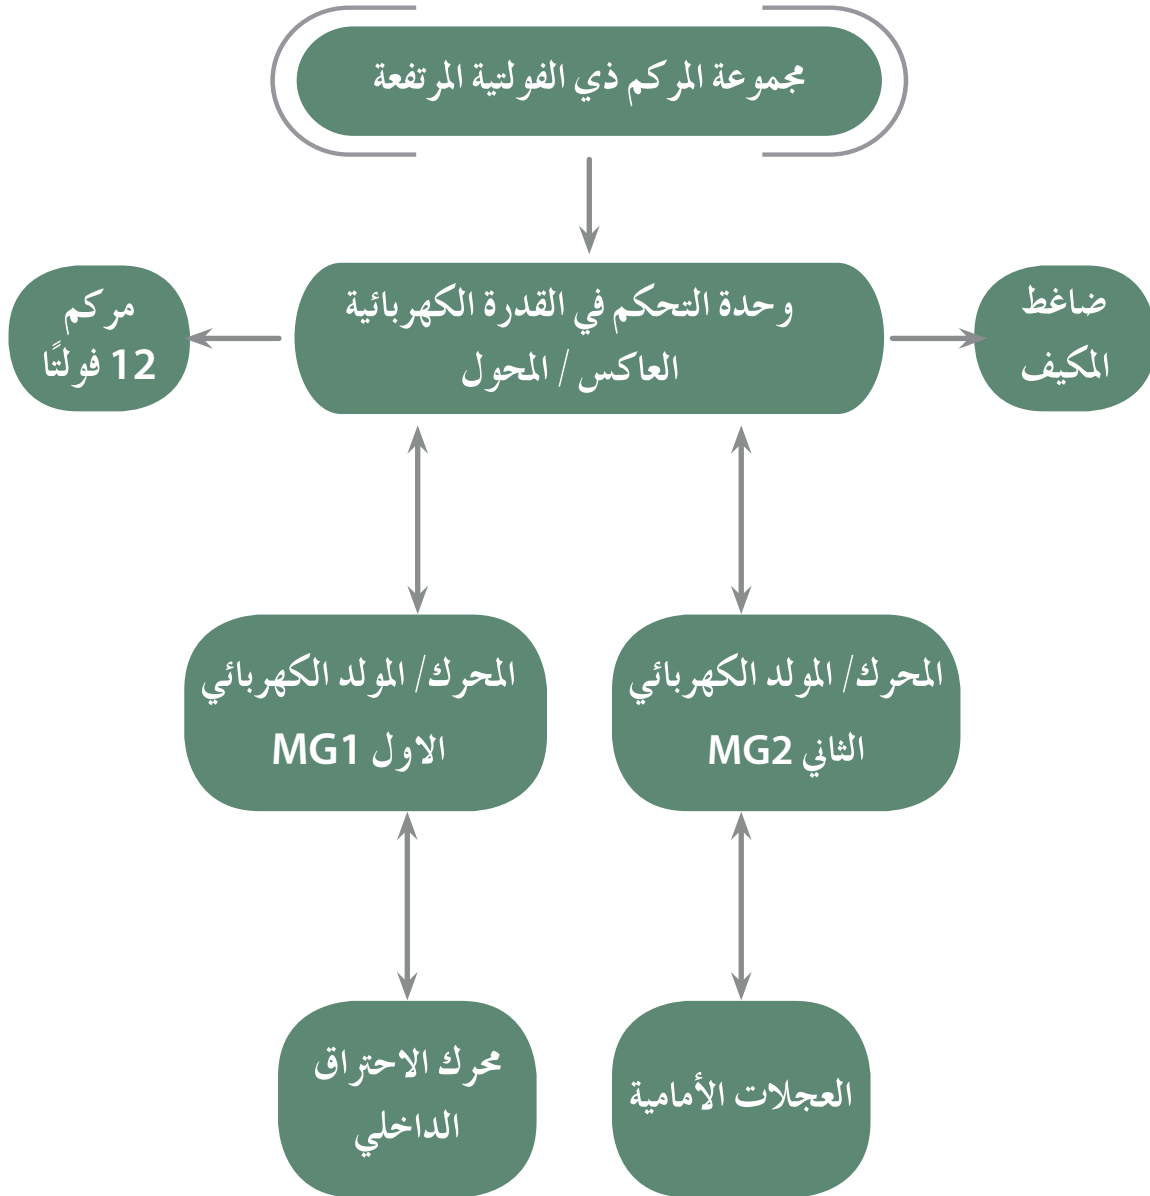 مجموعة المركم ذي الفولتية المرتفعة
ضاغط
المكيف
وحدة التحكم في القدرة الكهربائية
العاكس / المحول
مركم
12 فولتًا
المحرك/ المولد الكهربائي
الثاني MG2
المحرك/ المولد الكهربائي
الاول MG1
العجلات الأمامية
محرك الاحتراق
الداخلي